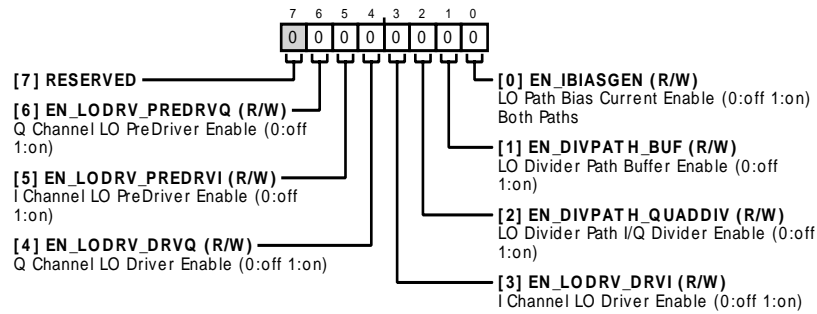 7 6 5 4 3 2 1 0
0 0 0 0 0 0 0 0
[7] RESERVED
[6] EN_LODRV_PREDRVQ (R/W)
Q Channel LO PreDriver Enable (0:off
1:on)
[5] EN_LODRV_PREDRVI (R/W)
I Channel LO PreDriver Enable (0:off
1:on)
[4] EN_LODRV_DRVQ (R/W)
Q Channel LO Driver Enable (0:off 1:on)
[0] EN_IBIASGEN (R/W)
LO Path Bias Current Enable (0:off 1:on)
Both Paths
[1] EN_DIVPATH_BUF (R/W)
LO Divider Path Buffer Enable (0:off
1:on)
[2] EN_DIVPATH_QUADDIV (R/W)
LO Divider Path I/Q Divider Enable (0:off
1:on)
[3] EN_LODRV_DRVI (R/W)
I Channel LO Driver Enable (0:off 1:on)